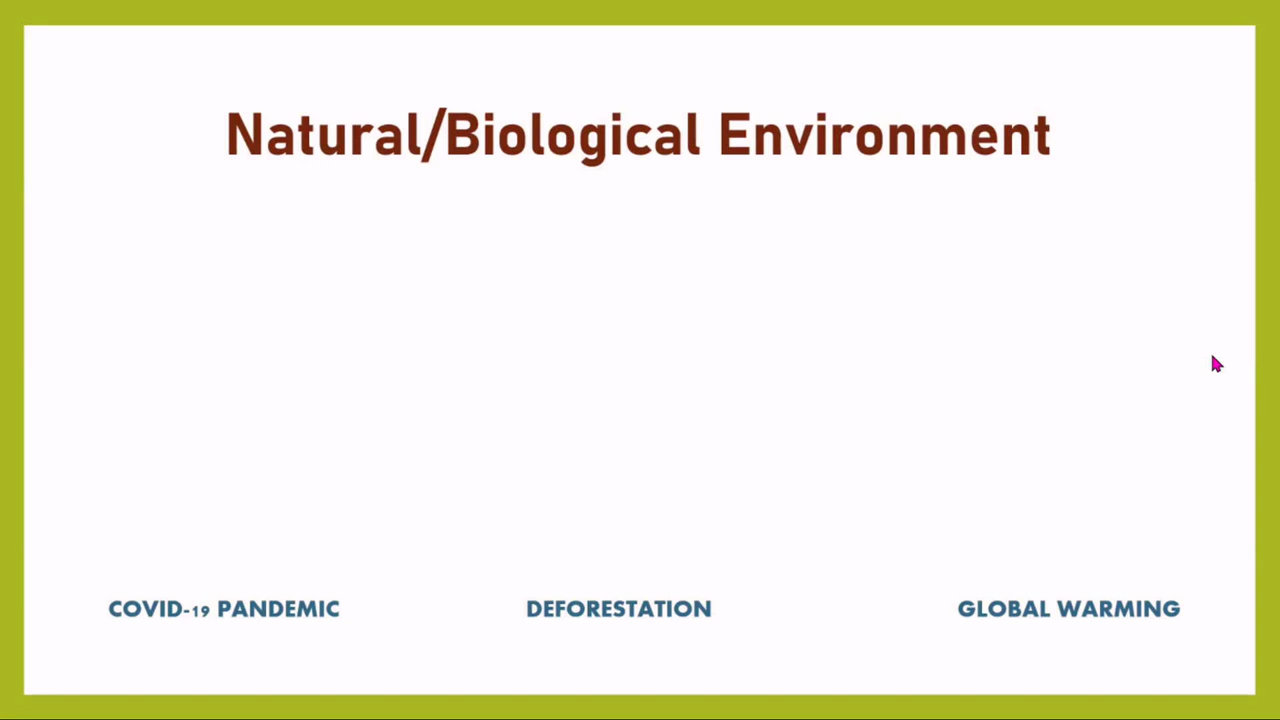 Natural/Biological Environment
COVID-19 PANDEMIC
DEFORESTATION
GLOBAL WARMING